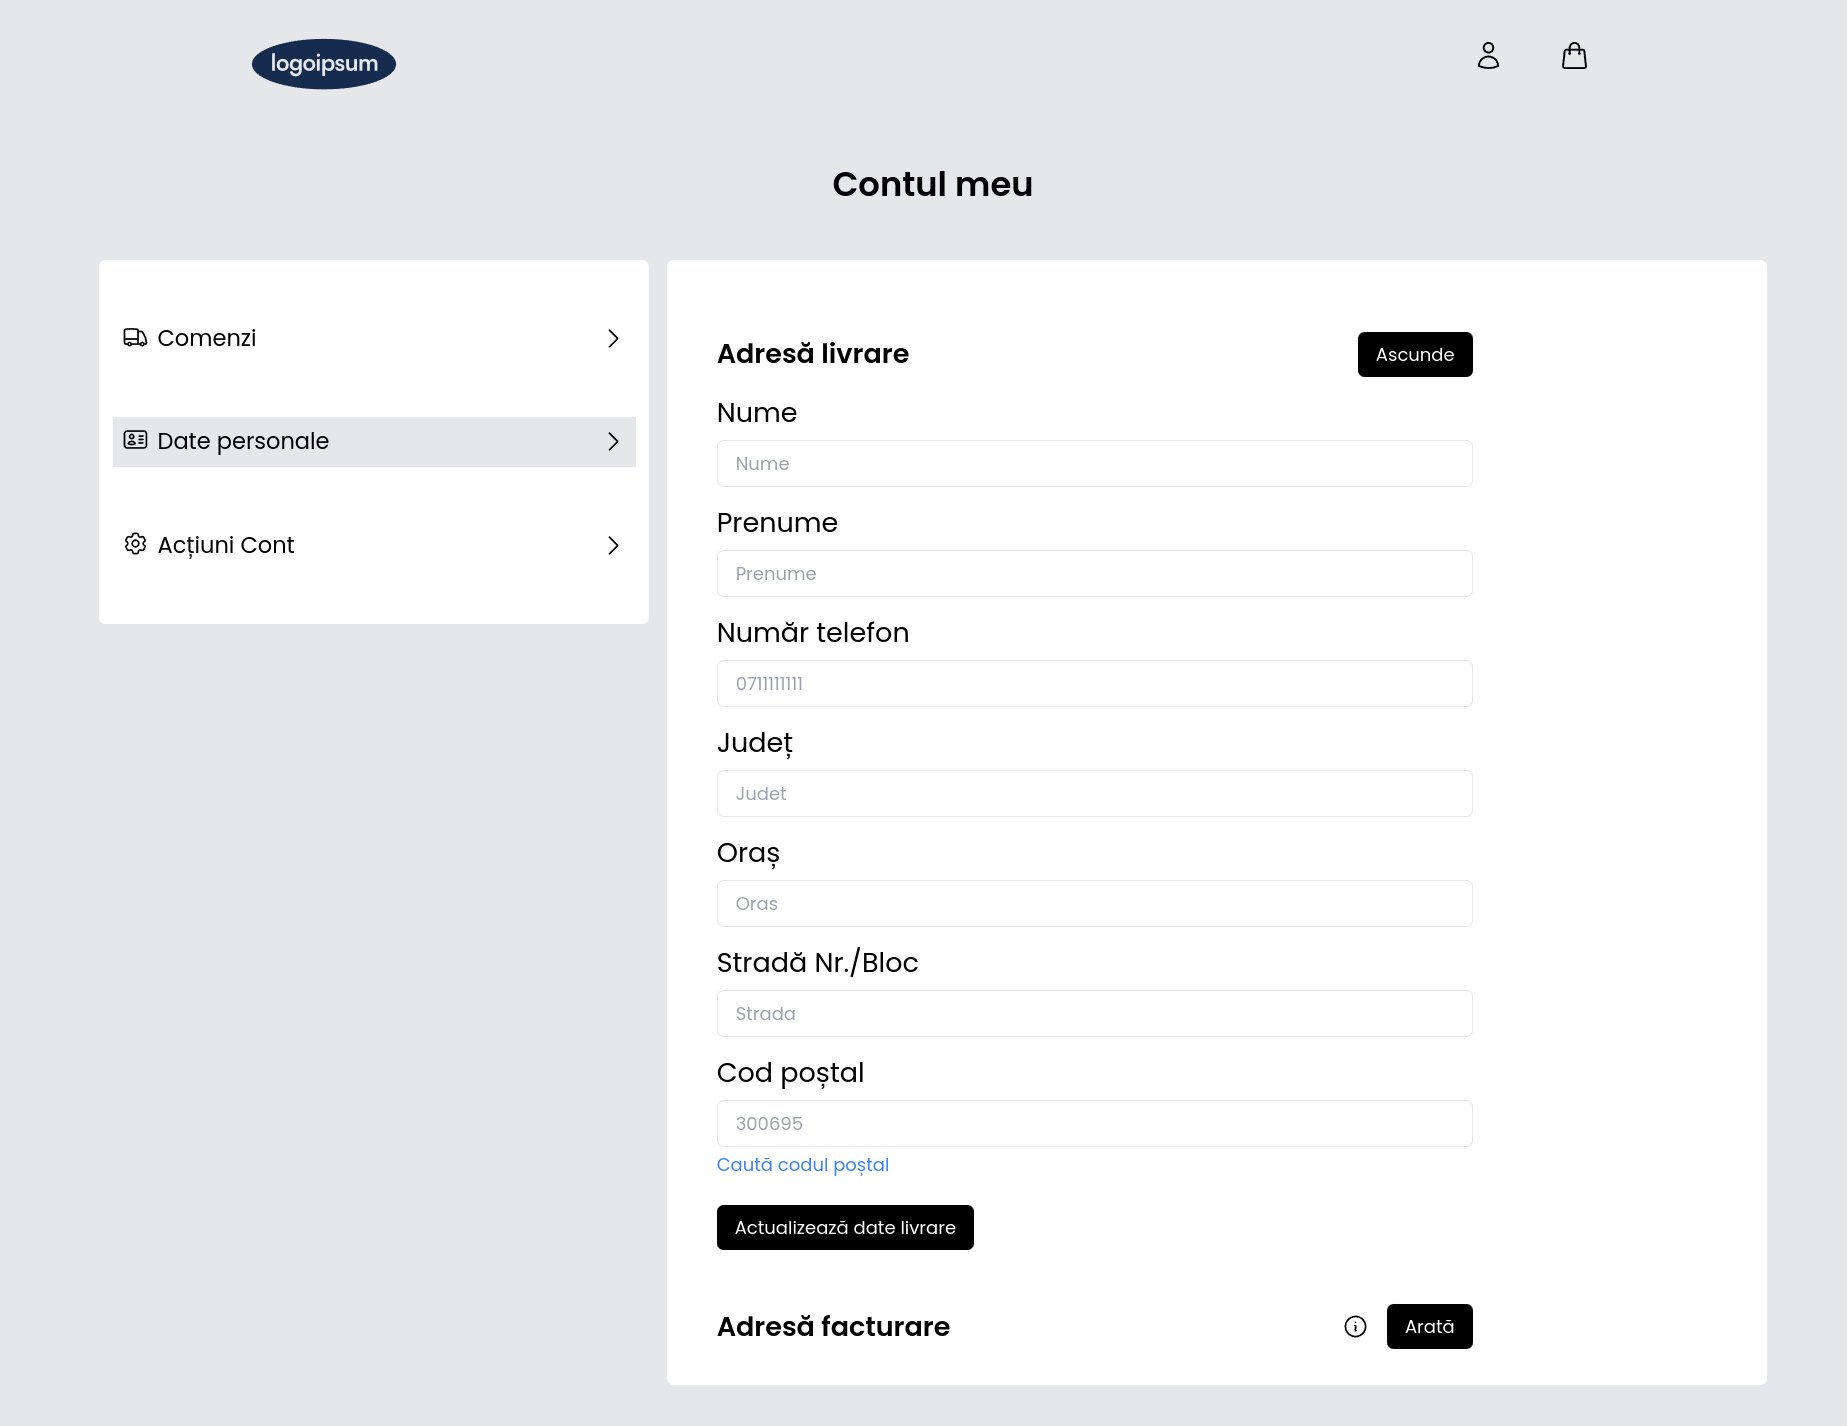 logoipsum
Contul meu
Comenzi
Date personale
Acțiuni Cont
Adresă livrare
Ascunde
Nume
Nume
Prenume
Prenume
Număr telefon
0711111111
Județ
Judet
Oraș
Oras
Stradă Nr./Bloc
Strada
Cod poștal
300695
Caută codul poștal
Actualizează date livrare
Adresă facturare
Arată